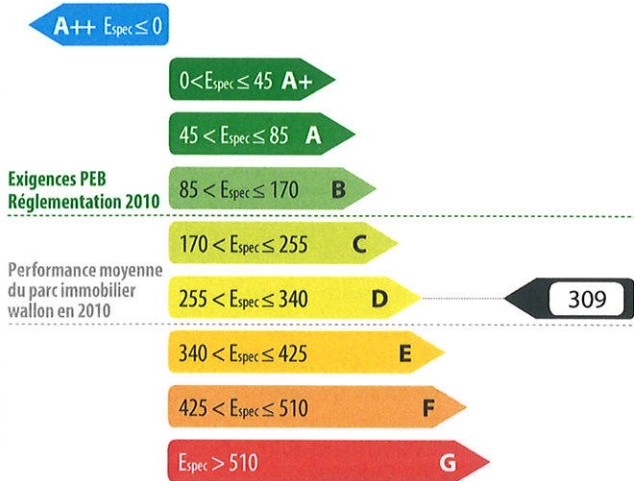 A++ Espec ≤ 0
0 < Espec ≤ 45 A+
45 < Espec ≤ 85 A
Exigences PEB
Réglementation 2010
85 < Espec ≤ 170 B
170 < Espec ≤ 255 C
Performance moyenne
du parc immobilier
wallon en 2010
255 < Espec ≤ 340 D
309
340 < Espec ≤ 425 E
425 < Espec ≤ 510 F
Espec > 510 G